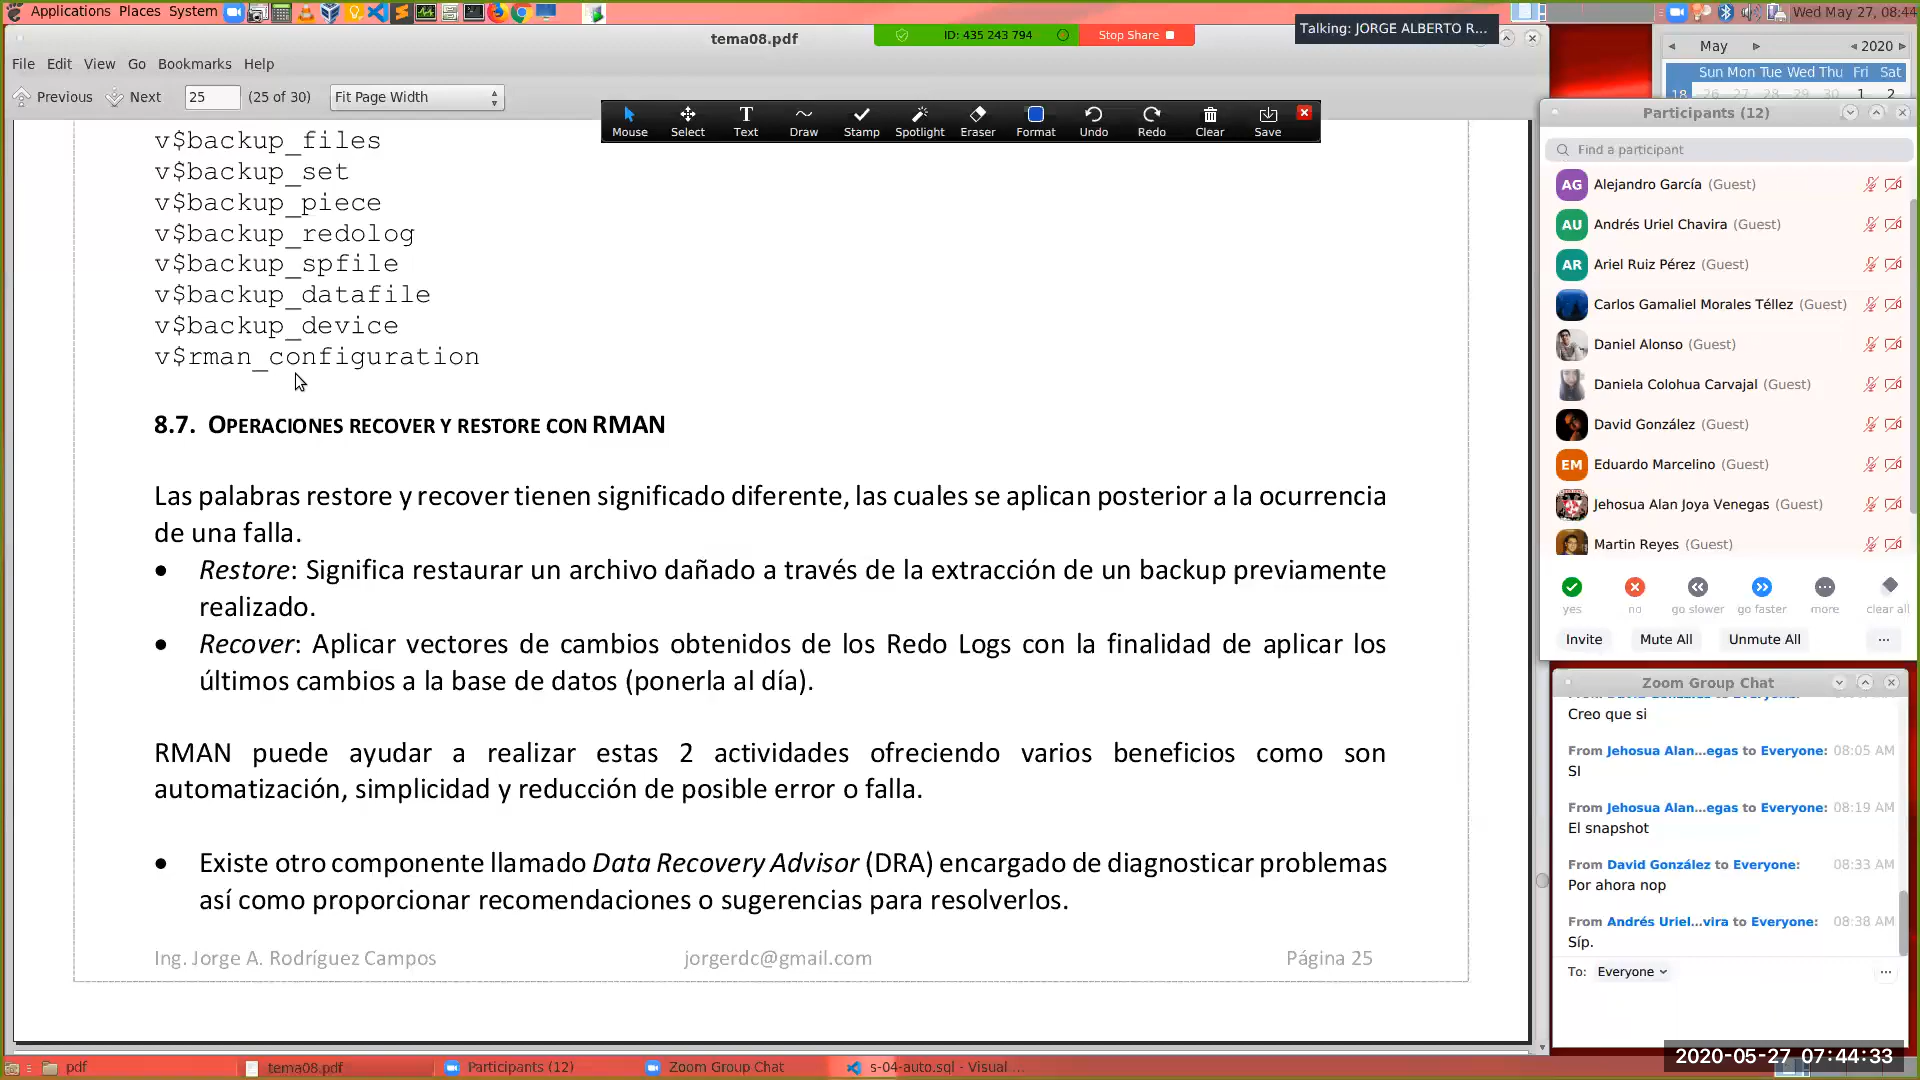 Applications Places System
Wed May 27, 08:44
tema08.pdf
ID: 435 243 794
Stop Share
Talking: JORGE ALBERTO R...
File Edit View Go Bookmarks Help
Previous Next 25 (25 of 30) Fit Page Width
Mouse Select Text Draw Stamp Spotlight Eraser Format Undo Redo Clear Save
v$backup_files
v$backup_set
v$backup_piece
v$backup_redolog
v$backup_spfile
v$backup_datafile
v$backup_device
v$rman_configuration
8.7. OPERACIONES RECOVER Y RESTORE CON RMAN
Las palabras restore y recover tienen significado diferente, las cuales se aplican posterior a la ocurrencia
de una falla.
• Restore: Significa restaurar un archivo dañado a través de la extracción de un backup previamente
realizado.
• Recover: Aplicar vectores de cambios obtenidos de los Redo Logs con la finalidad de aplicar los
últimos cambios a la base de datos (ponerla al día).
RMAN puede ayudar a realizar estas 2 actividades ofreciendo varios beneficios como son
automatización, simplicidad y reducción de posible error o falla.
• Existe otro componente llamado Data Recovery Advisor (DRA) encargado de diagnosticar problemas
así como proporcionar recomendaciones o sugerencias para resolverlos.
Ing. Jorge A. Rodríguez Campos jorgerdc@gmail.com Página 25
May 2020
Sun Mon Tue Wed Thu Fri Sat
18 26 27 28 29 30 1 2
Participants (12)
Find a participant
AG Alejandro García (Guest)
AU Andrés Uriel Chavira (Guest)
AR Ariel Ruiz Pérez (Guest)
Carlos Gamaliel Morales Téllez (Guest)
Daniel Alonso (Guest)
Daniela Colohua Carvajal (Guest)
David González (Guest)
EM Eduardo Marcelino (Guest)
Jehosua Alan Joya Venegas (Guest)
Martin Reyes (Guest)
yes no go slower go faster more clear all
Invite Mute All Unmute All ...
Zoom Group Chat
Creo que si
From Jehosua Alan...egas to Everyone: 08:05 AM
SI
From Jehosua Alan...egas to Everyone: 08:19 AM
El snapshot
From David González to Everyone: 08:33 AM
Por ahora nop
From Andrés Uriel...vira to Everyone: 08:38 AM
Síp.
To: Everyone ...
2020-05-27 07:44:33
pdf tema08.pdf Participants (12) Zoom Group Chat s-04-auto.sql - Visual ...